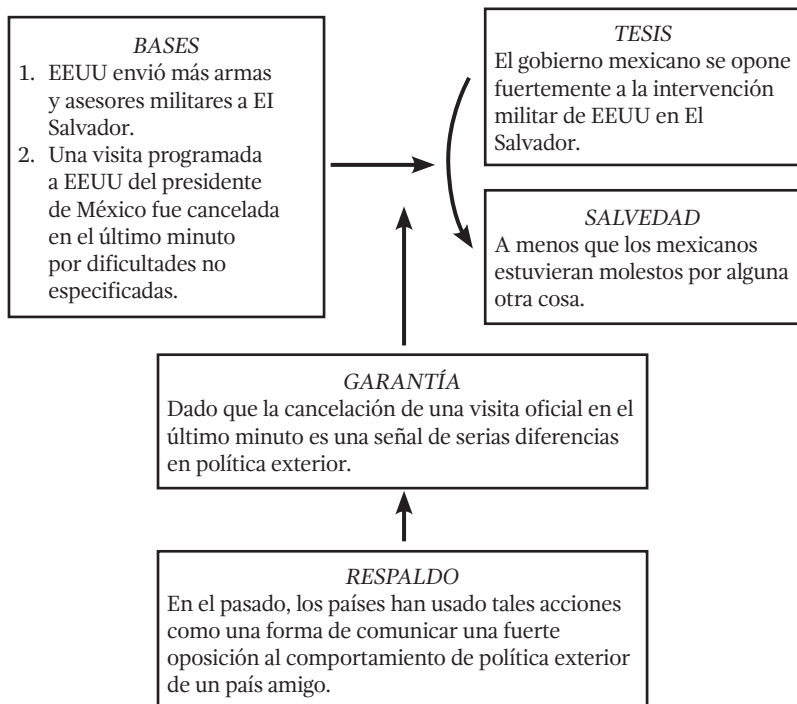 BASES
1. EEUU envió más armas
y asesores militares a EI
Salvador.
2. Una visita programada
a EEUU del presidente
de México fue cancelada
en el último minuto
por dificultades no
especificadas.
TESIS
El gobierno mexicano se opone
fuertemente a la intervención
militar de EEUU en El
Salvador.
SALVEDAD
A menos que los mexicanos
estuvieran molestos por alguna
otra cosa.
GARANTÍA
Dado que la cancelación de una visita oficial en el
último minuto es una señal de serias diferencias
en política exterior.
RESPALDO
En el pasado, los países han usado tales acciones
como una forma de comunicar una fuerte
oposición al comportamiento de política exterior
de un país amigo.